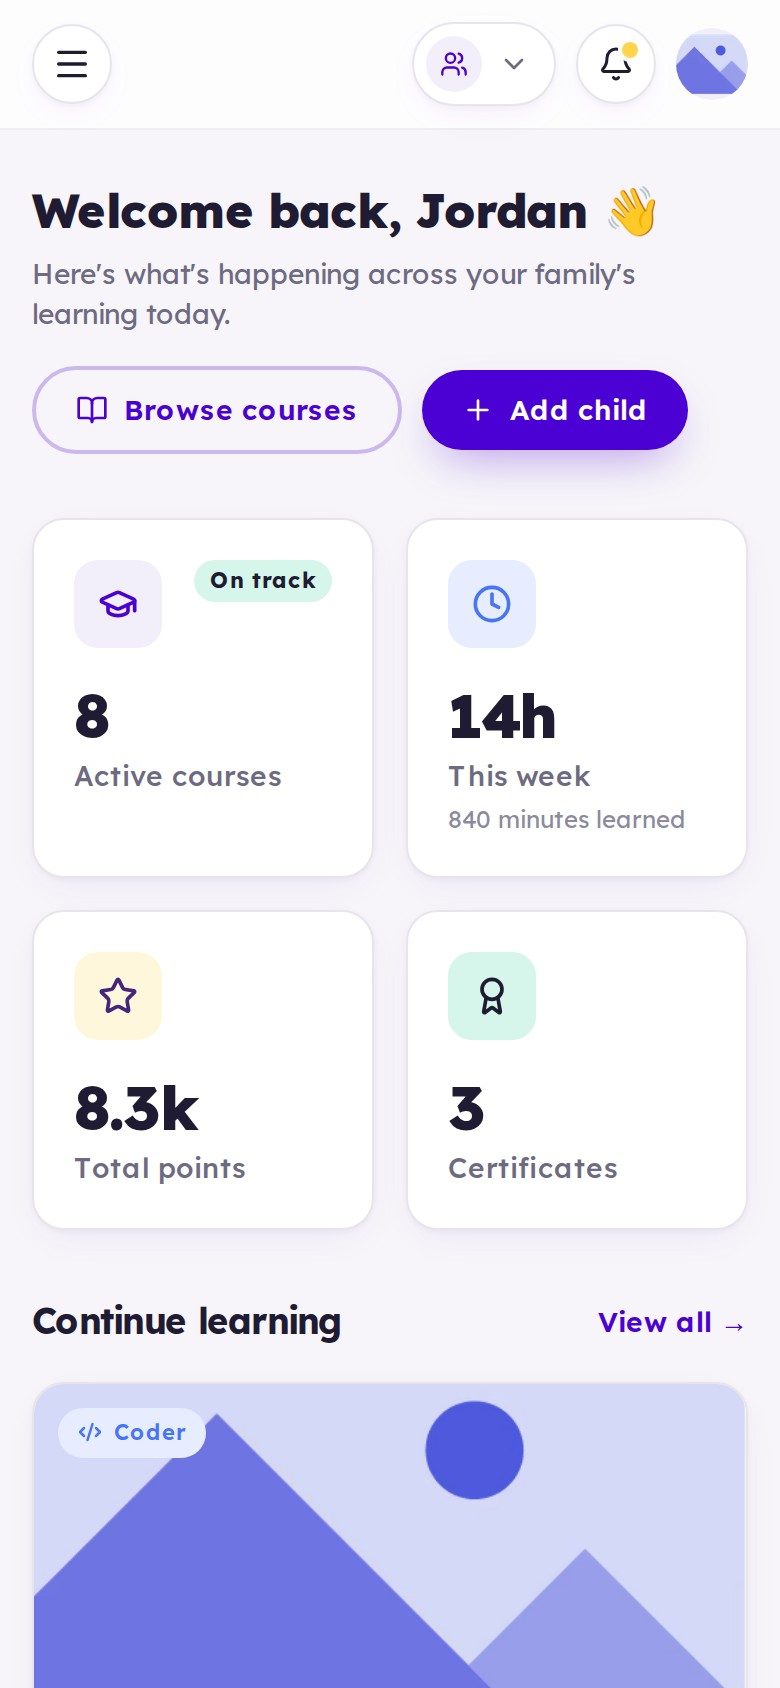 Welcome back, Jordan 👋
Here's what's happening across your family's
learning today.
Browse courses
Add child
On track
8
Active courses
14h
This week
840 minutes learned
8.3k
Total points
3
Certificates
Continue learning
View all →
Coder